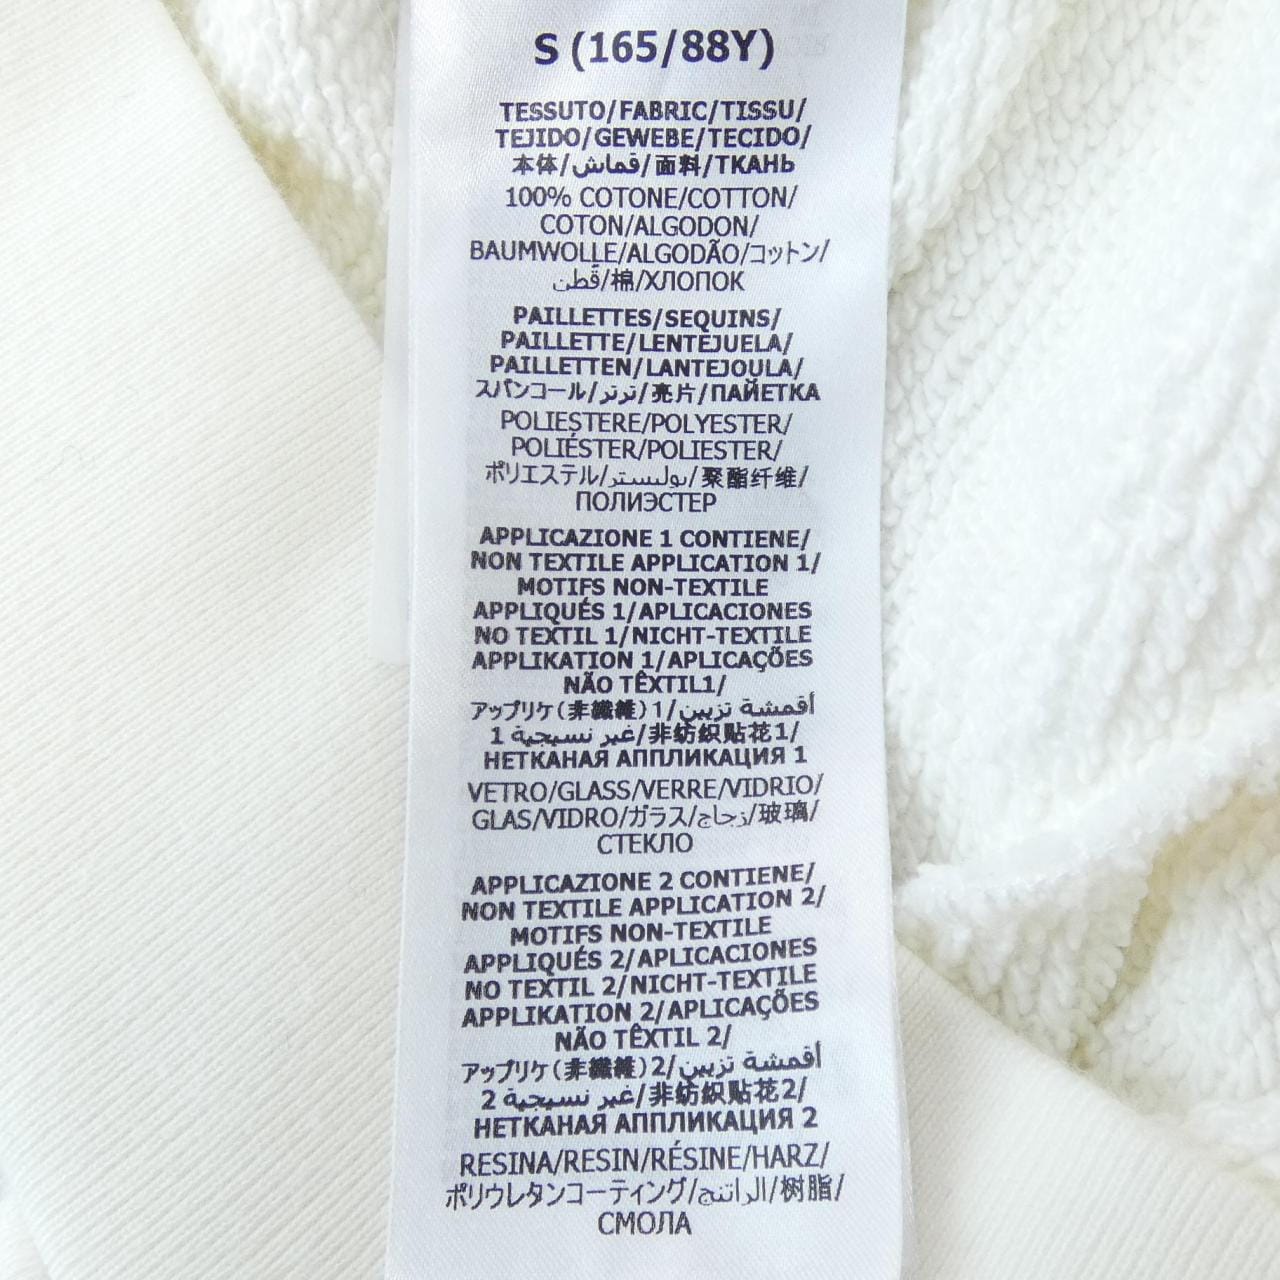 S (165/88Y)
TESSUTO/FABRIC/TISSU/
TEJIDO/GEWEBE/TECIDO/
本体/قماش/面料/ТКАНЬ
100% COTONE/COTTON/
COTON/ALGODON/
BAUMWOLLE/ALGODÃO/コットン/
قطن/棉/ХЛОПОК
PAILLETTES/SEQUINS/
PAILLETTE/LENTEJUELA/
PAILLETTEN/LANTEJOULA/
スパンコール/ترتر/亮片/ПАЙЕТКА
POLIESTERE/POLYESTER/
POLIÉSTER/POLIESTER/
ポリエステル/بوليستر/聚酯纤维/
ПОЛИЭСТЕР
APPLICAZIONE 1 CONTIENE/
NON TEXTILE APPLICATION 1/
MOTIFS NON-TEXTILE
APPLIQUÉS 1/APLICACIONES
NO TEXTIL 1/NICHT-TEXTILE
APPLIKATION 1/APLICAÇÕES
NÃO TÊXTIL1/
アップリケ(非繊維)1/أقمشة تزيين
غير نسيجية 1/非纺织贴花1/
НЕТКАНАЯ АППЛИКАЦИЯ 1
VETRO/GLASS/VERRE/VIDRIO/
GLAS/VIDRO/ガラス/زجاج/玻璃/
СТЕКЛО
APPLICAZIONE 2 CONTIENE/
NON TEXTILE APPLICATION 2/
MOTIFS NON-TEXTILE
APPLIQUÉS 2/APLICACIONES
NO TEXTIL 2/NICHT-TEXTILE
APPLIKATION 2/APLICAÇÕES
NÃO TÊXTIL 2/
アップリケ(非繊維)2/أقمشة تزيين
غير نسيجية 2/非纺织贴花2/
НЕТКАНАЯ АППЛИКАЦИЯ 2
RESINA/RESIN/RÉSINE/HARZ/
ポリウレタンコーティング/الراتنج/树脂/
СМОЛА